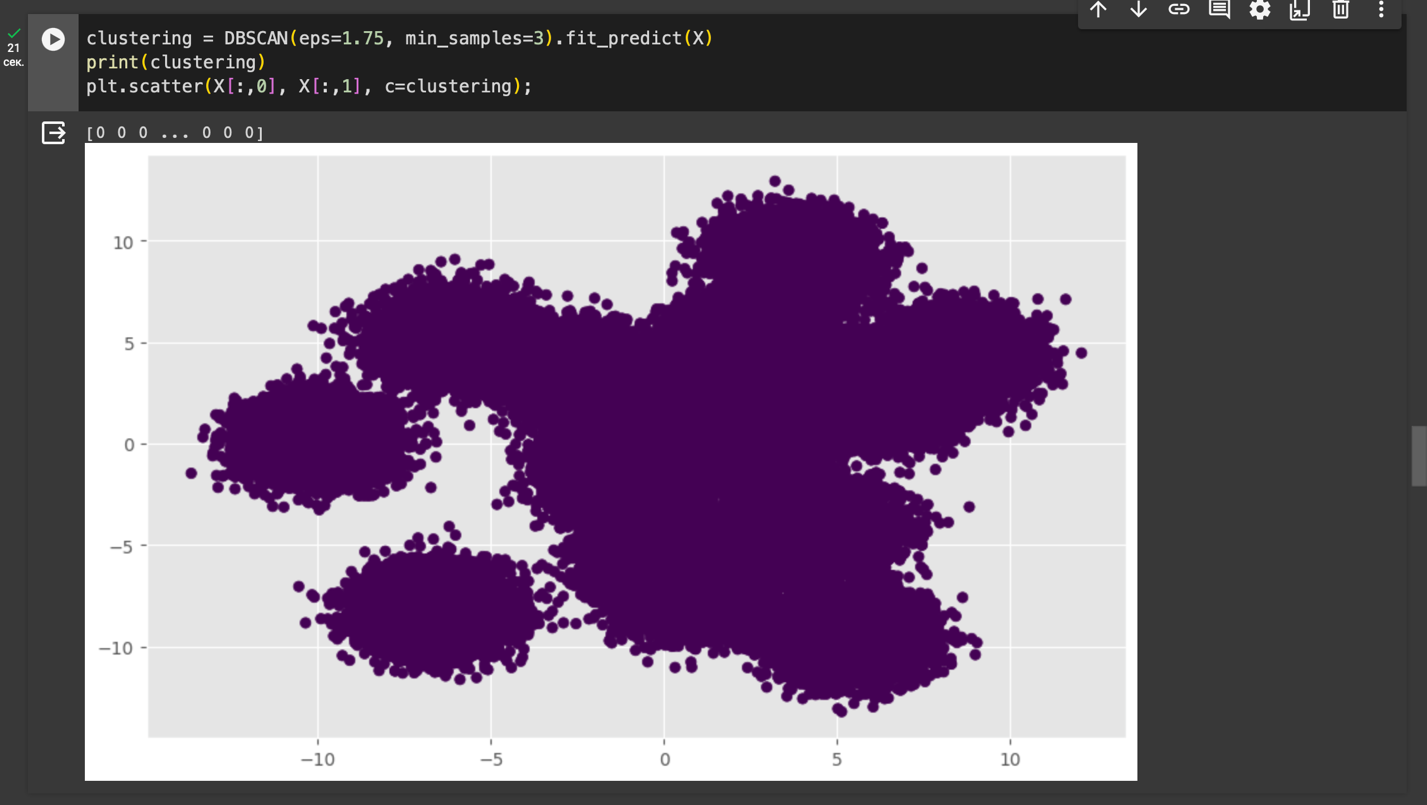 clustering = DBSCAN(eps=1.75, min_samples=3).fit_predict(X)
print(clustering)
plt.scatter(X[:,0], X[:,1], c=clustering);
21
сек.
[0 0 0 ... 0 0 0]
10
5
0
−5
−10
−10
−5
0
5
10